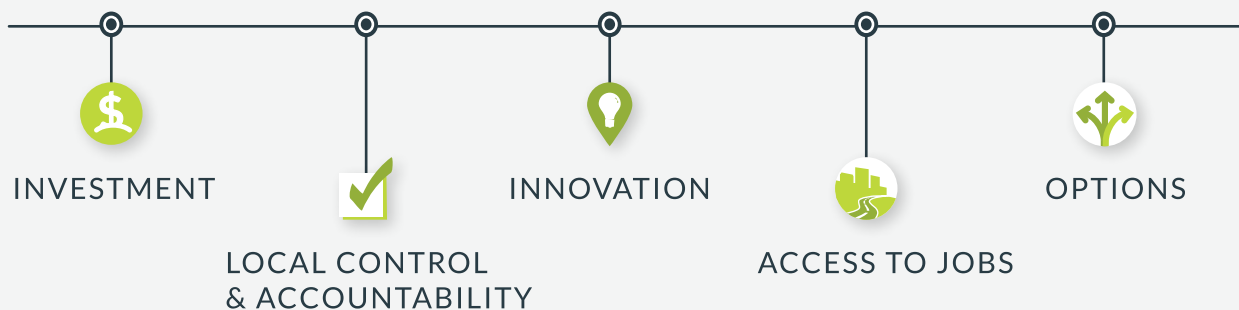 INVESTMENT
LOCAL CONTROL
& ACCOUNTABILITY
INNOVATION
ACCESS TO JOBS
OPTIONS